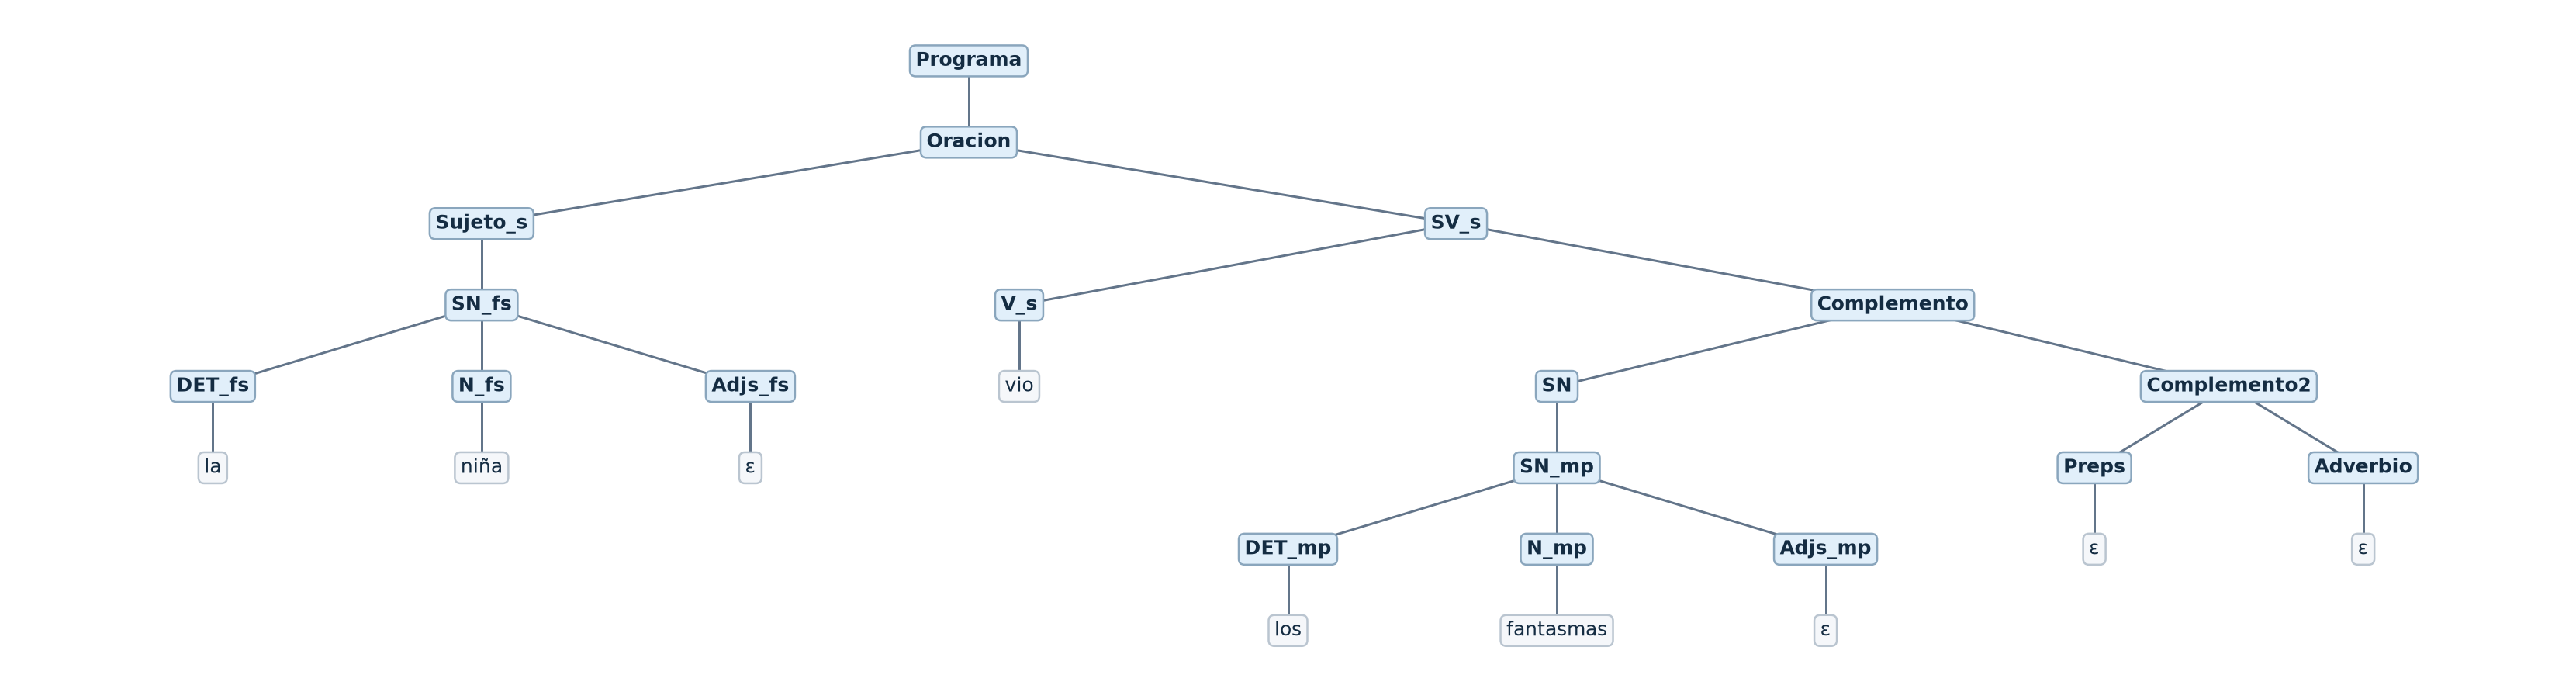 Programa
Oracion
Sujeto_s SV_s
SN_fs V_s Complemento
DET_fs N_fs Adjs_fs vio SN Complemento2
la niña ε SN_mp Preps Adverbio
DET_mp N_mp Adjs_mp ε ε
los fantasmas ε